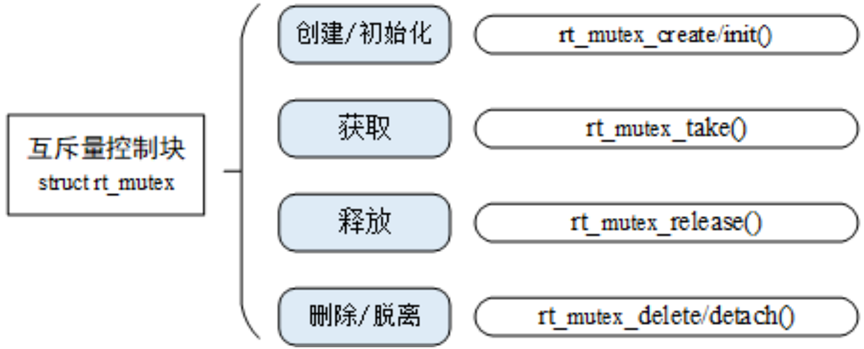 互斥量控制块
struct rt_mutex
创建/初始化
rt_mutex_create/init()
获取
rt_mutex_take()
释放
rt_mutex_release()
删除/脱离
rt_mutex_delete/detach()